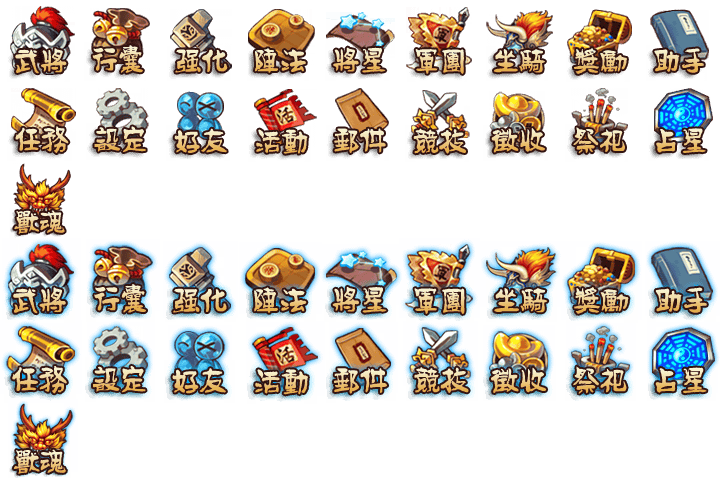 武將 行囊 强化 陣法 將星 軍團 坐騎 獎勵 助手
任務 設定 好友 活動 郵件 競技 徵收 祭祀 占星
獸魂
武將 行囊 强化 陣法 將星 軍團 坐騎 獎勵 助手
任務 設定 好友 活動 郵件 競技 徵收 祭祀 占星
獸魂